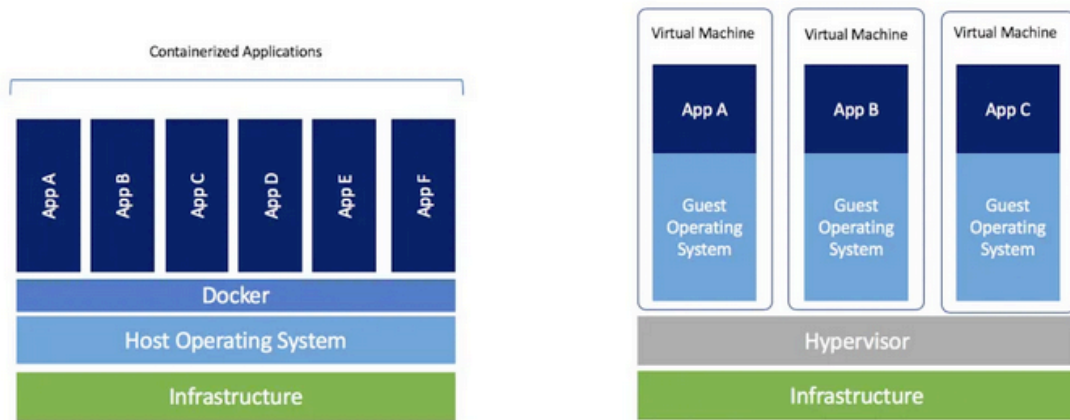 Containerized Applications
App A
App B
App C
App D
App E
App F
Docker
Host Operating System
Infrastructure
Virtual Machine
App A
Guest
Operating
System
Virtual Machine
App B
Guest
Operating
System
Virtual Machine
App C
Guest
Operating
System
Hypervisor
Infrastructure